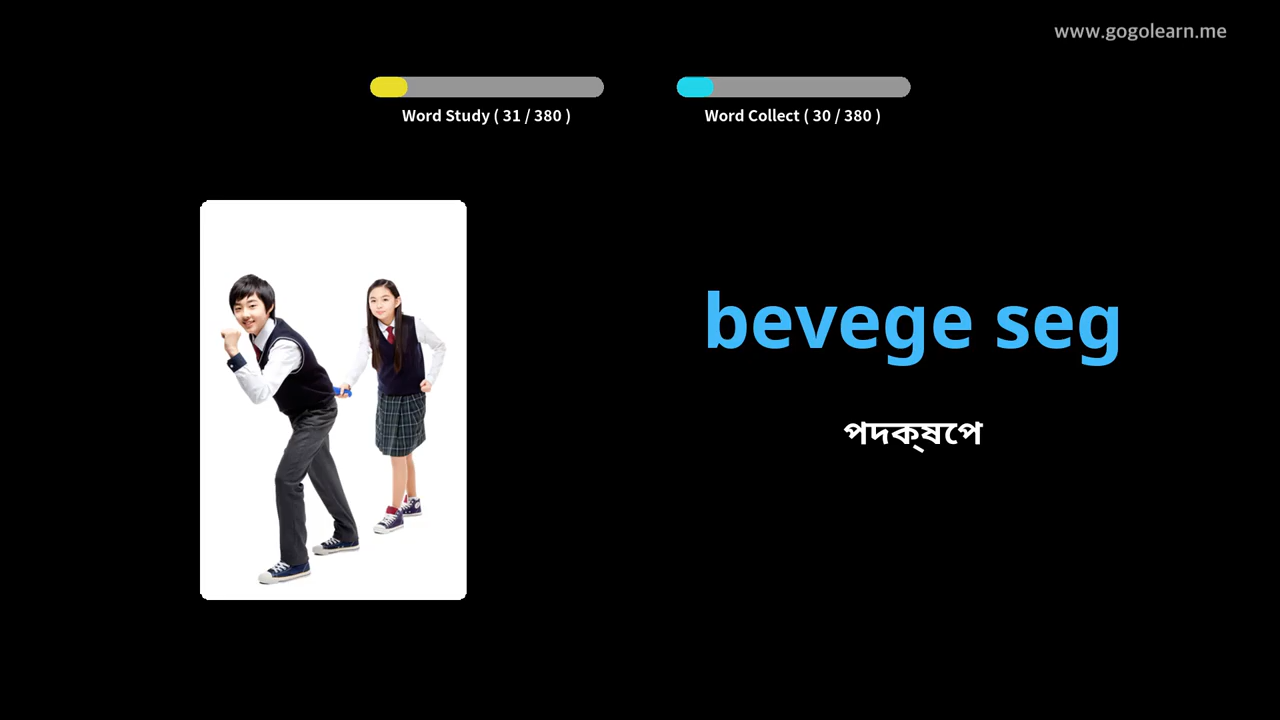 www.gogolearn.me
Word Study ( 31 / 380 )
Word Collect ( 30 / 380 )
bevege seg
পদক্ষেপ